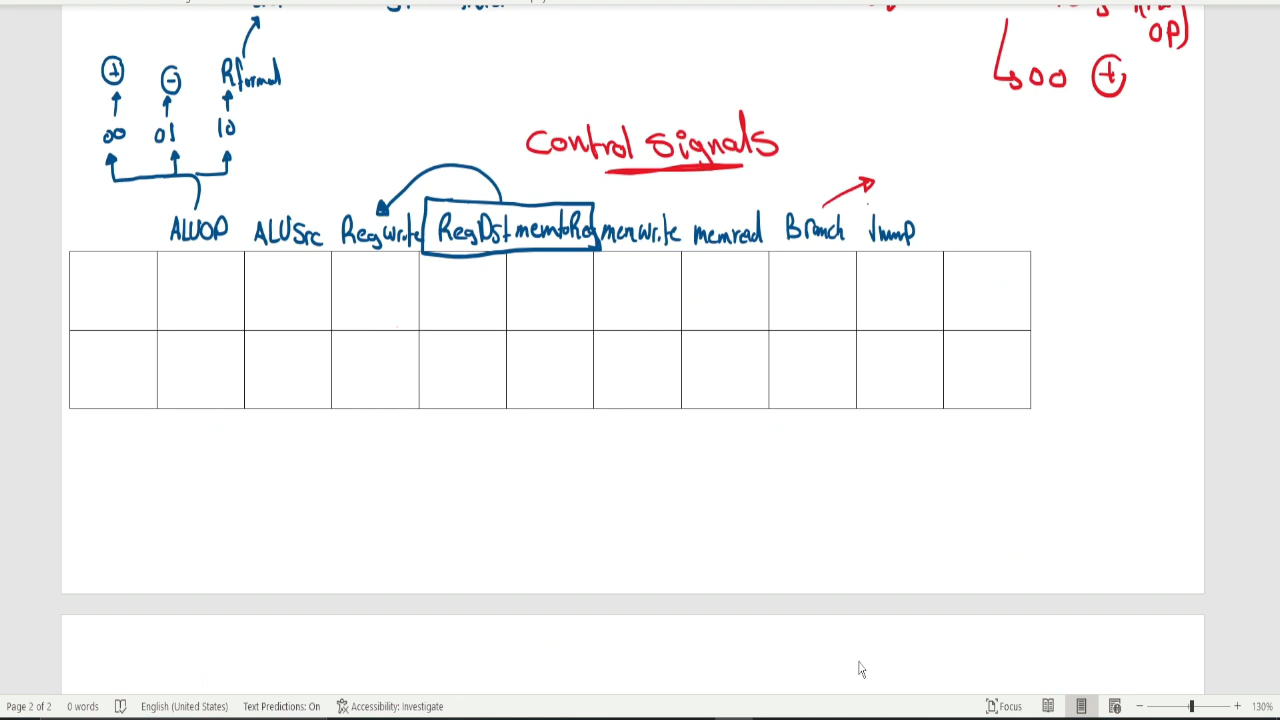 OP)
00 +
+ - Rformat
00 01 10
Control Signals
ALUOP ALUSrc RegWrite RegDst memtoReg memWrite memread Branch Jump
Page 2 of 2 0 words English (United States) Text Predictions: On Accessibility: Investigate Focus 130%